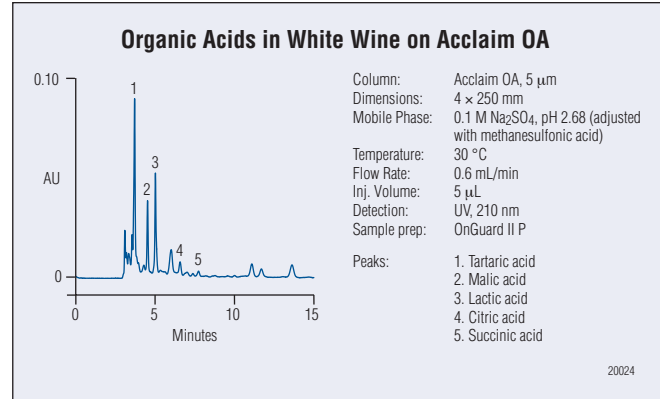 Organic Acids in White Wine on Acclaim OA
0.10
AU
0
1
2
3
4
5
0 5 10 15
Minutes
Column: Acclaim OA, 5 μm
Dimensions: 4 × 250 mm
Mobile Phase: 0.1 M Na2SO4, pH 2.68 (adjusted
with methanesulfonic acid)
Temperature: 30 °C
Flow Rate: 0.6 mL/min
Inj. Volume: 5 μL
Detection: UV, 210 nm
Sample prep: OnGuard II P
Peaks: 1. Tartaric acid
2. Malic acid
3. Lactic acid
4. Citric acid
5. Succinic acid
20024